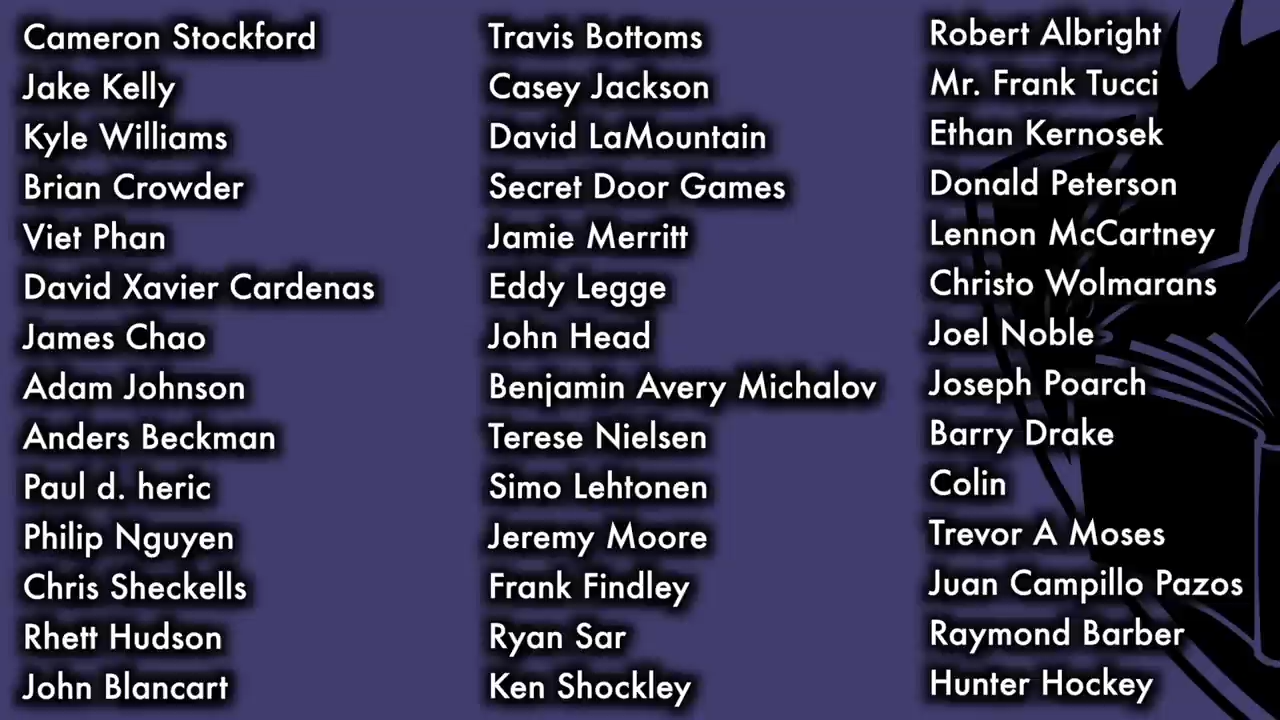 Cameron Stockford
Jake Kelly
Kyle Williams
Brian Crowder
Viet Phan
David Xavier Cardenas
James Chao
Adam Johnson
Anders Beckman
Paul d. heric
Philip Nguyen
Chris Sheckells
Rhett Hudson
John Blancart
Travis Bottoms
Casey Jackson
David LaMountain
Secret Door Games
Jamie Merritt
Eddy Legge
John Head
Benjamin Avery Michalov
Terese Nielsen
Simo Lehtonen
Jeremy Moore
Frank Findley
Ryan Sar
Ken Shockley
Robert Albright
Mr. Frank Tucci
Ethan Kernosek
Donald Peterson
Lennon McCartney
Christo Wolmarans
Joel Noble
Joseph Poarch
Barry Drake
Colin
Trevor A Moses
Juan Campillo Pazos
Raymond Barber
Hunter Hockey